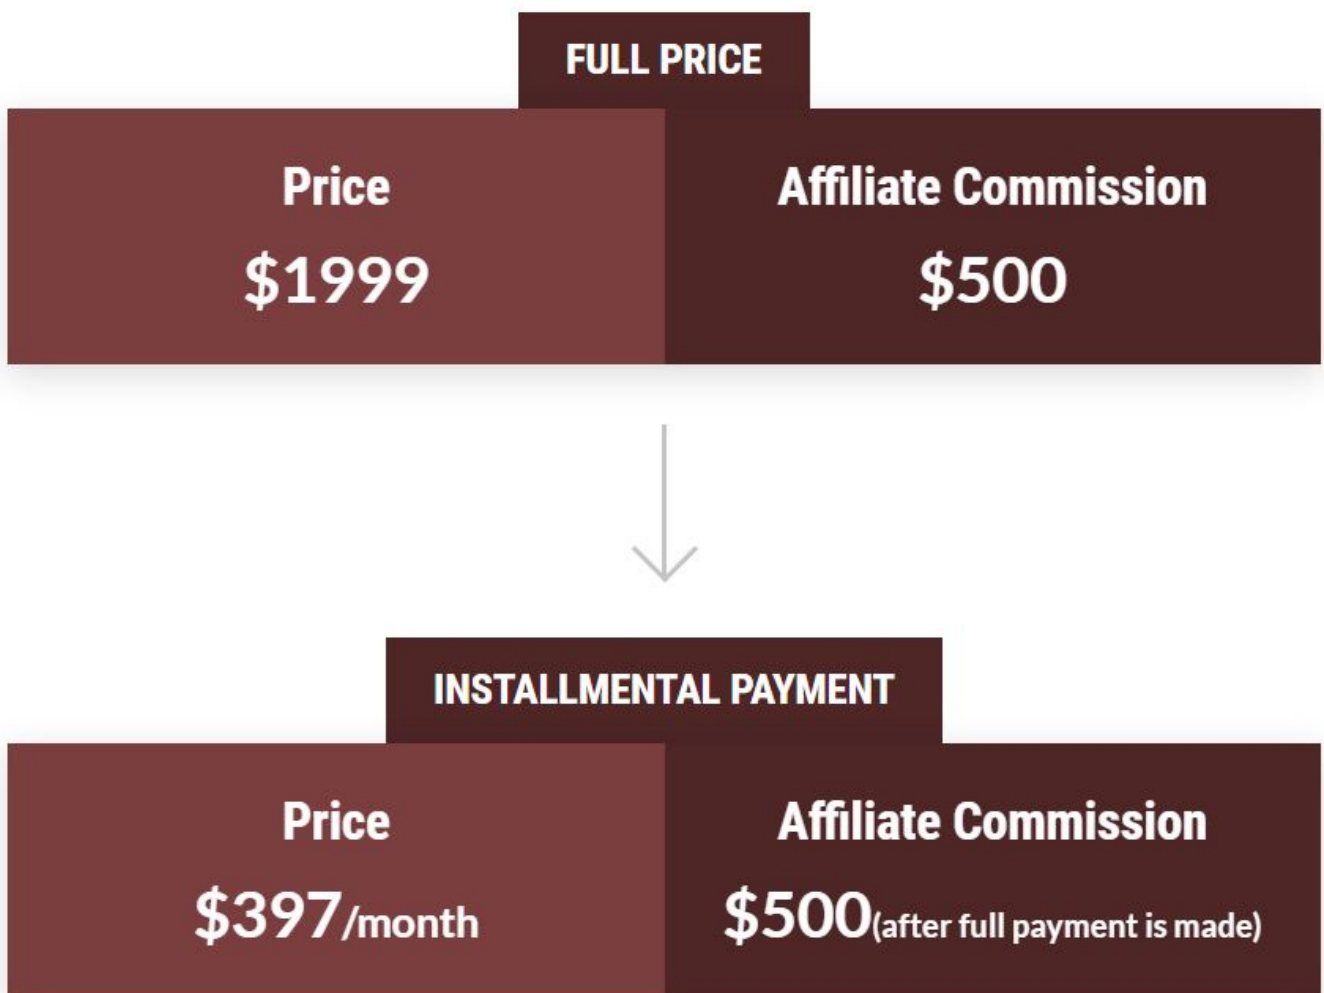 FULL PRICE
Price
Affiliate Commission
$1999
$500
INSTALLMENTAL PAYMENT
Price
Affiliate Commission
$397/month
$500(after full payment is made)